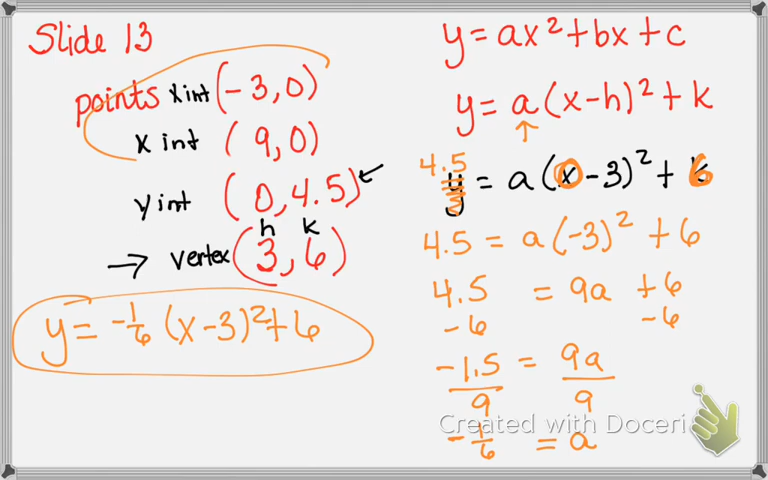 Slide 13
points x int (-3, 0)
x int (9, 0)
y int (0, 4.5)
h k
→ vertex (3, 6)
y = -1/6 (x-3)² + 6
y = ax² + bx + c
y = a(x-h)² + k
↑
4.5
= a(0-3)² + 6
4.5 = a(-3)² + 6
4.5 = 9a + 6
-6 -6
-1.5 = 9a
9 9
Created with Doceri
-1/6 = a